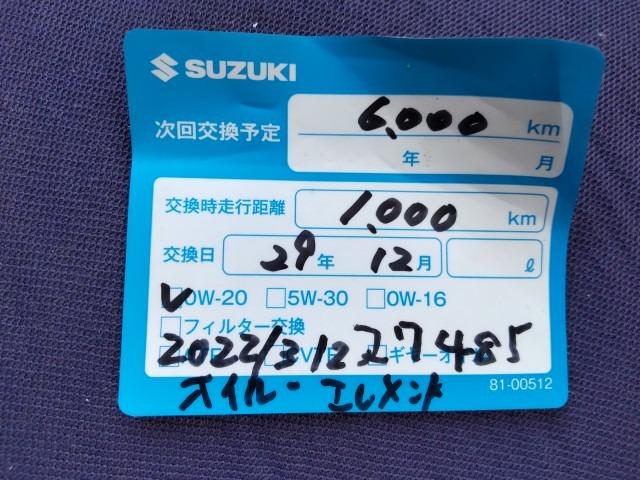 SUZUKI
次回交換予定 6,000 km
年 月
交換時走行距離 1,000 km
交換日 29年 12月 ℓ
✓0W-20 □5W-30 □0W-16
□フィルター交換
2022/3/12 27485
オイル- エレメント
81-00512